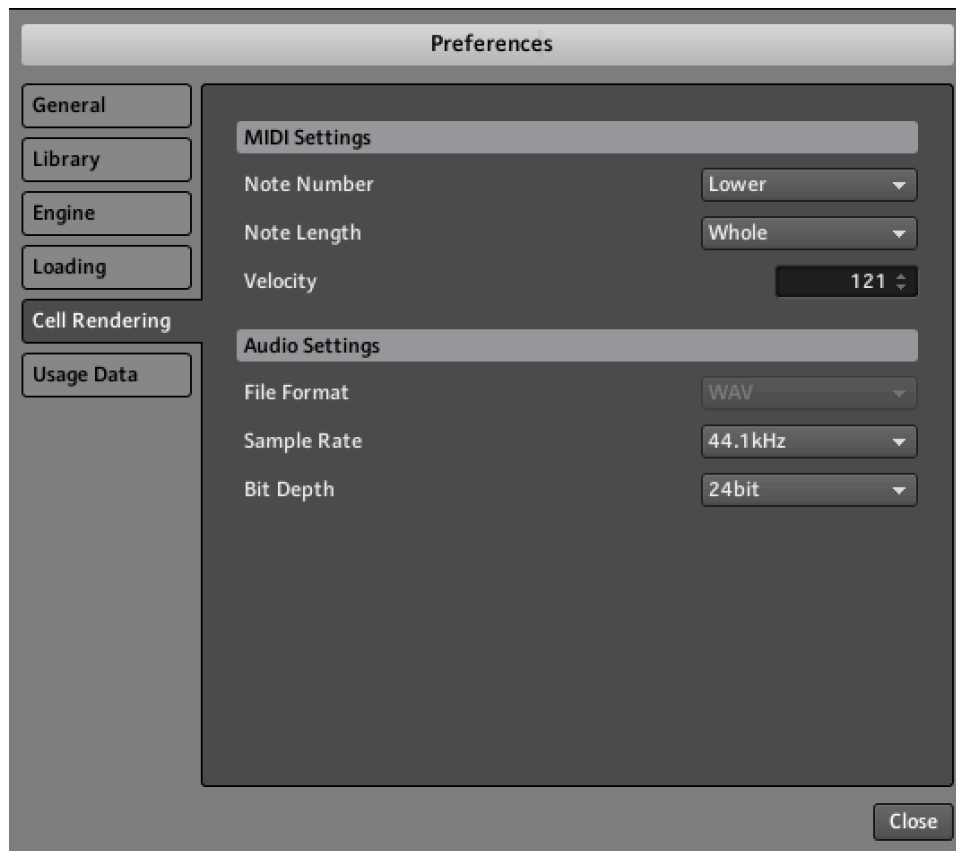 Preferences
General
Library
Engine
Loading
Cell Rendering
Usage Data
MIDI Settings
Note Number Lower
Note Length Whole
Velocity 121
Audio Settings
File Format WAV
Sample Rate 44.1kHz
Bit Depth 24bit
Close